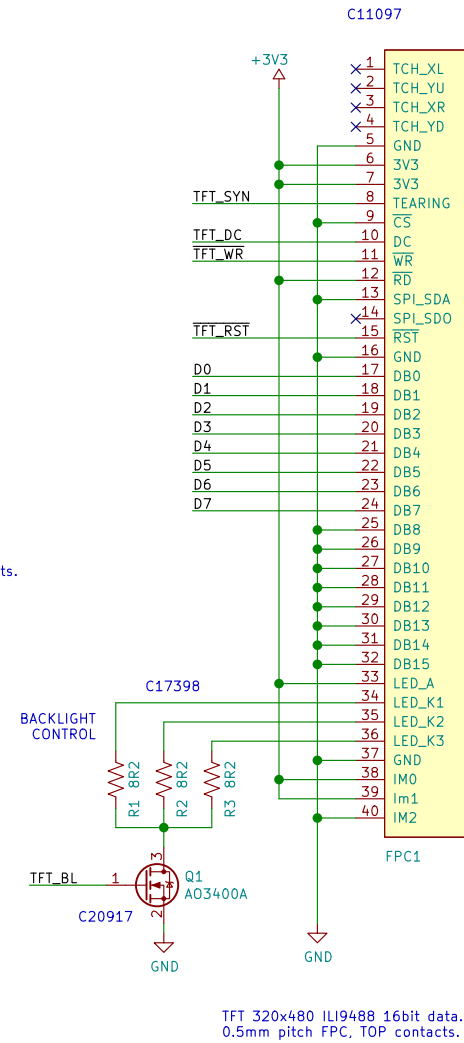 C11097
+3V3
1 TCH_XL
2 TCH_YU
3 TCH_XR
4 TCH_YD
5 GND
6 3V3
7 3V3
TFT_SYN 8 TEARING
9 CS
TFT_DC 10 DC
TFT_WR 11 WR
12 RD
13 SPI_SDA
14 SPI_SDO
TFT_RST 15 RST
16 GND
D0 17 DB0
D1 18 DB1
D2 19 DB2
D3 20 DB3
D4 21 DB4
D5 22 DB5
D6 23 DB6
D7 24 DB7
25 DB8
26 DB9
ts.
27 DB10
28 DB11
29 DB12
30 DB13
31 DB14
32 DB15
33 LED_A
C17398
34 LED_K1
35 LED_K2
36 LED_K3
37 GND
38 IM0
39 Im1
40 IM2
BACKLIGHT
CONTROL
R1 8R2
R2 8R2
R3 8R2
FPC1
TFT_BL 1
3
2
Q1
AO3400A
C20917
GND
GND
TFT 320x480 ILI9488 16bit data.
0.5mm pitch FPC, TOP contacts.